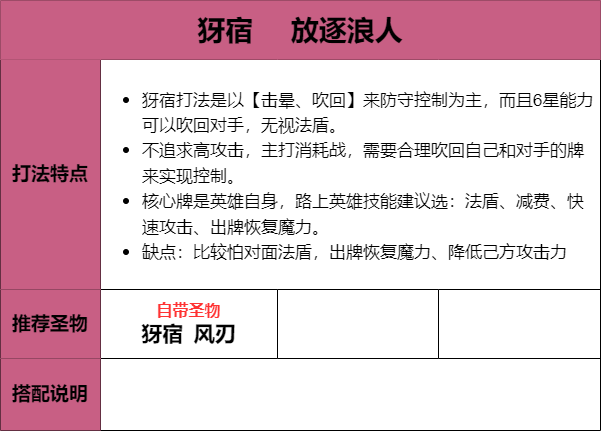 犽宿 放逐浪人
打法特点
犽宿打法是以【击晕、吹回】来防守控制为主，而且6星能力
可以吹回对手，无视法盾。
不追求高攻击，主打消耗战，需要合理吹回自己和对手的牌
来实现控制。
核心牌是英雄自身，路上英雄技能建议选：法盾、减费、快
速攻击、出牌恢复魔力。
缺点：比较怕对面法盾，出牌恢复魔力、降低己方攻击力
推荐圣物
自带圣物
犽宿 风刃
搭配说明